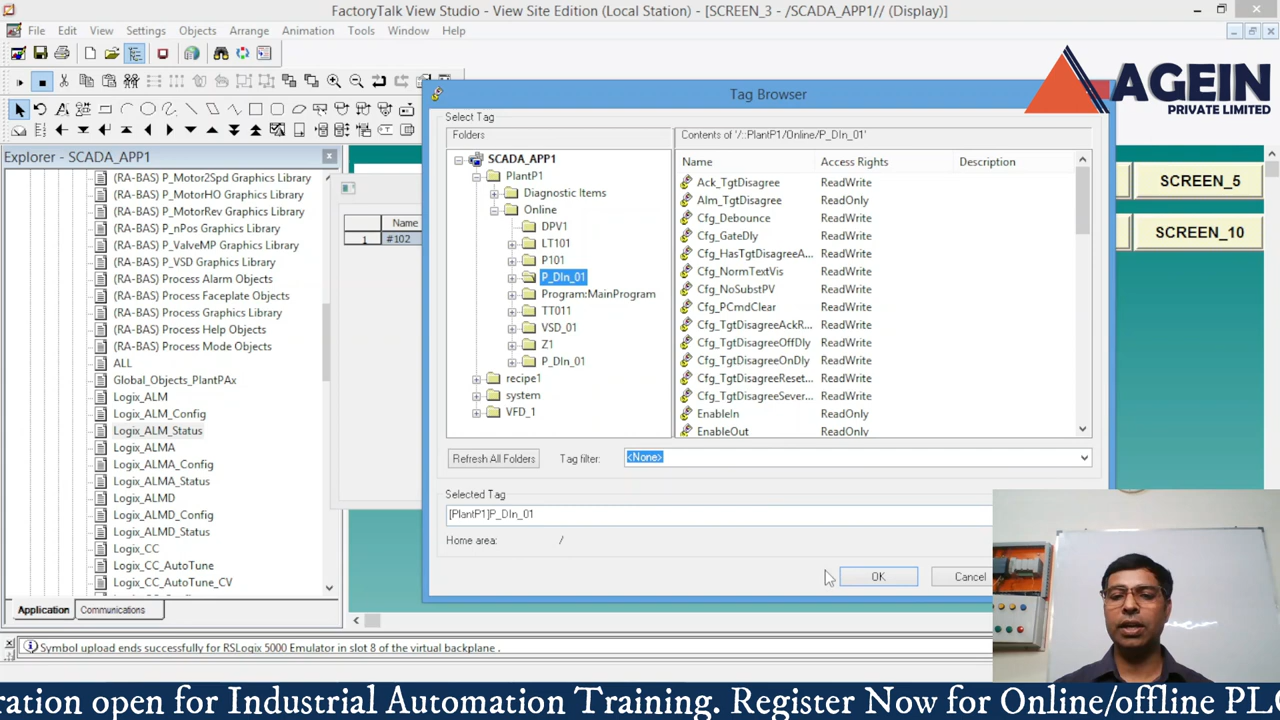 FactoryTalk View Studio - View Site Edition (Local Station) - [SCREEN_3 - /SCADA_APP1// (Display)]
File Edit View Settings Objects Arrange Animation Tools Window Help
AGEIN
PRIVATE LIMITED
Explorer - SCADA_APP1
(RA-BAS) P_Motor2Spd Graphics Library
(RA-BAS) P_MotorHO Graphics Library
(RA-BAS) P_MotorRev Graphics Library
(RA-BAS) P_nPos Graphics Library
(RA-BAS) P_ValveMP Graphics Library
(RA-BAS) P_VSD Graphics Library
(RA-BAS) Process Alarm Objects
(RA-BAS) Process Faceplate Objects
(RA-BAS) Process Graphics Library
(RA-BAS) Process Help Objects
(RA-BAS) Process Mode Objects
ALL
Global_Objects_PlantPAx
Logix_ALM
Logix_ALM_Config
Logix_ALM_Status
Logix_ALMA
Logix_ALMA_Config
Logix_ALMA_Status
Logix_ALMD
Logix_ALMD_Config
Logix_ALMD_Status
Logix_CC
Logix_CC_AutoTune
Logix_CC_AutoTune_CV
Application Communications
Name
1 #102
Tag Browser
Select Tag
Folders
SCADA_APP1
PlantP1
Diagnostic Items
Online
DPV1
LT101
P101
P_DIn_01
Program:MainProgram
TT011
VSD_01
Z1
P_DIn_01
recipe1
system
VFD_1
Contents of '/::PlantP1/Online/P_DIn_01'
Name Access Rights Description
Ack_TgtDisagree ReadWrite
Alm_TgtDisagree ReadOnly
Cfg_Debounce ReadWrite
Cfg_GateDly ReadWrite
Cfg_HasTgtDisagreeA... ReadWrite
Cfg_NormTextVis ReadWrite
Cfg_NoSubstPV ReadWrite
Cfg_PCmdClear ReadWrite
Cfg_TgtDisagreeAckR... ReadWrite
Cfg_TgtDisagreeOffDly ReadWrite
Cfg_TgtDisagreeOnDly ReadWrite
Cfg_TgtDisagreeReset... ReadWrite
Cfg_TgtDisagreeSever... ReadWrite
EnableIn ReadOnly
EnableOut ReadOnly
Refresh All Folders Tag filter: <None>
Selected Tag
[PlantP1]P_DIn_01
Home area: /
OK Cancel
SCREEN_5
SCREEN_10
Symbol upload ends successfully for RSLogix 5000 Emulator in slot 8 of the virtual backplane .
ration open for Industrial Automation Training. Register Now for Online/offline PLC